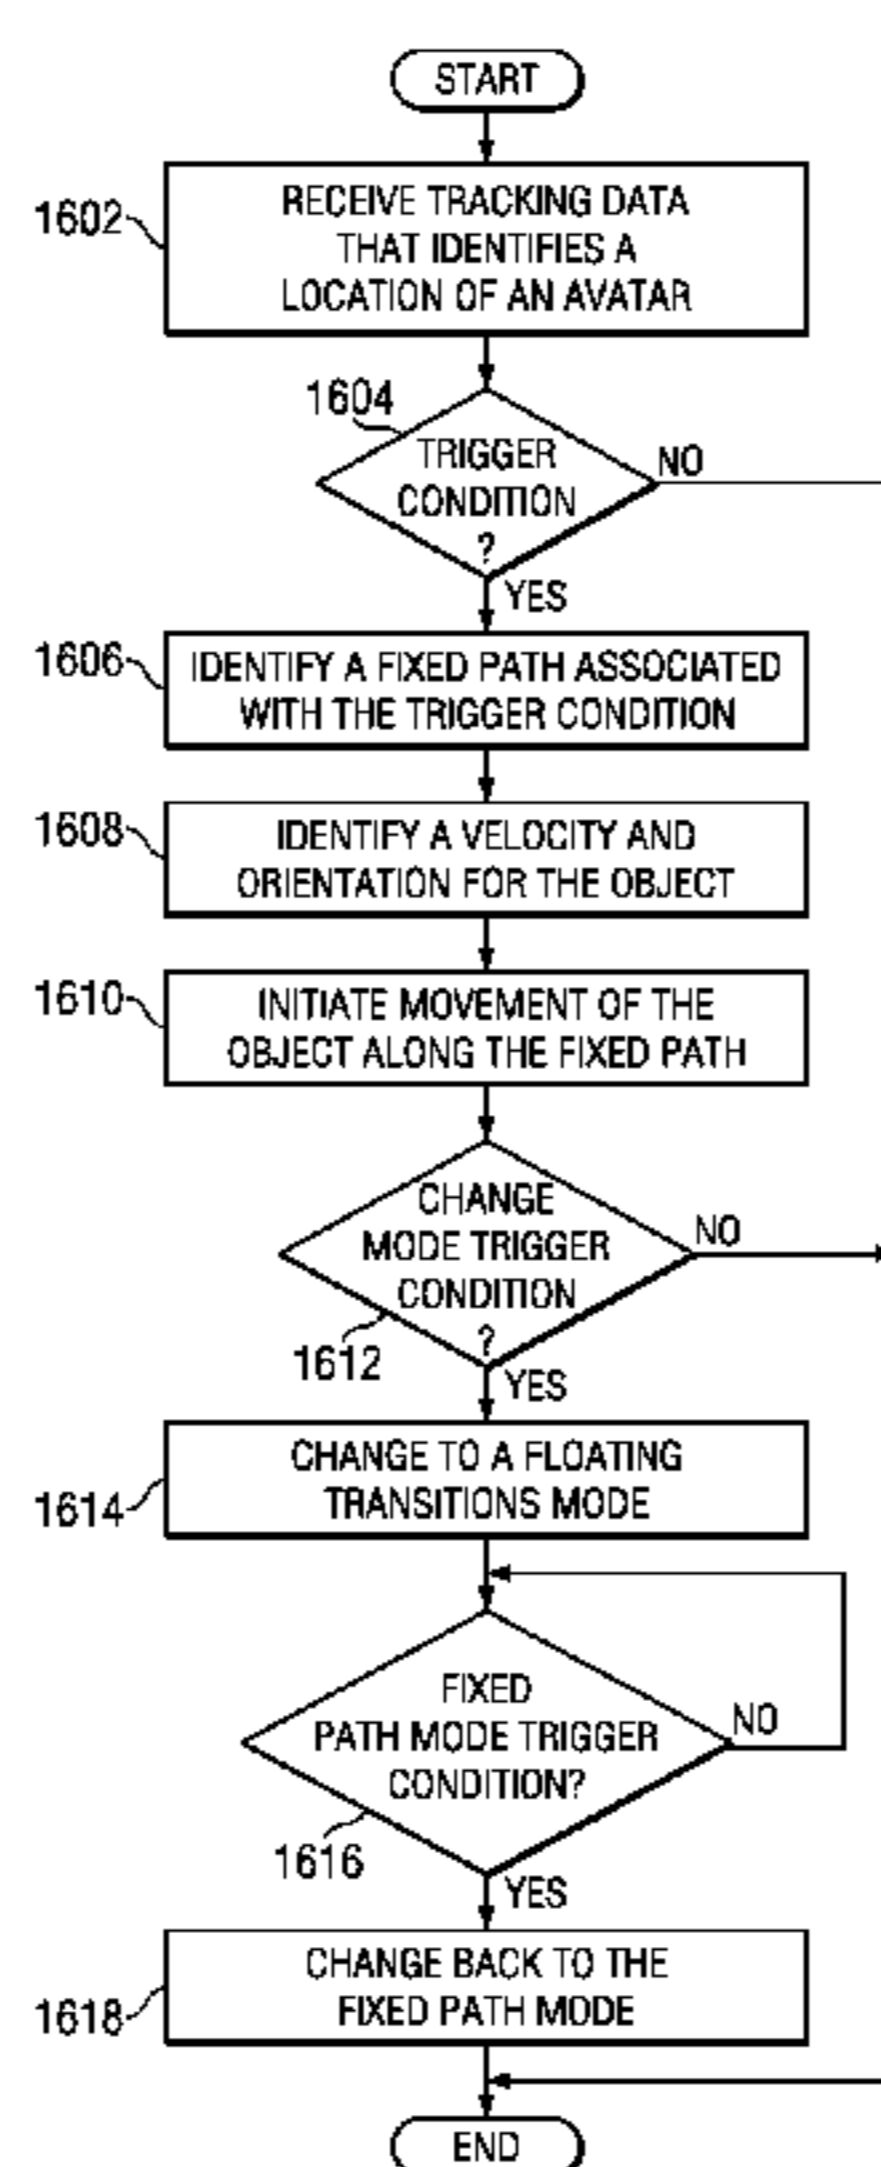 START
1602
RECEIVE TRACKING DATA
THAT IDENTIFIES A
LOCATION OF AN AVATAR
1604
TRIGGER
CONDITION
?
NO
YES
1606
IDENTIFY A FIXED PATH ASSOCIATED
WITH THE TRIGGER CONDITION
1608
IDENTIFY A VELOCITY AND
ORIENTATION FOR THE OBJECT
1610
INITIATE MOVEMENT OF THE
OBJECT ALONG THE FIXED PATH
CHANGE
MODE TRIGGER
CONDITION
?
NO
1612
YES
CHANGE TO A FLOATING
TRANSITIONS MODE
1614
FIXED
PATH MODE TRIGGER
CONDITION?
NO
1616
YES
CHANGE BACK TO THE
FIXED PATH MODE
1618
END